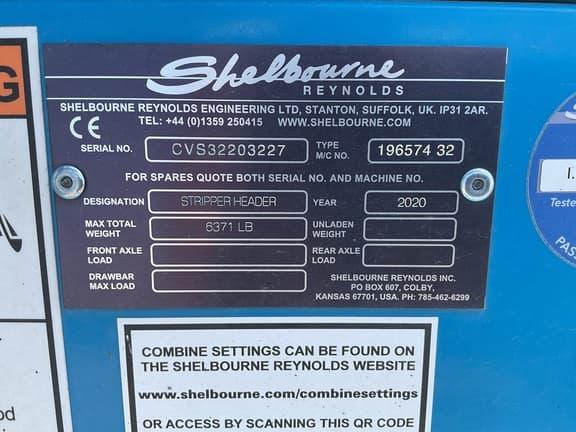 G
Shelbourne
REYNOLDS
SHELBOURNE REYNOLDS ENGINEERING LTD, STANTON, SUFFOLK, UK. IP31 2AR.
CE TEL: +44 (0)1359 250415 WWW.SHELBOURNE.COM
SERIAL NO. CVS32203227 TYPE M/C NO. 196574 32
FOR SPARES QUOTE BOTH SERIAL NO. AND MACHINE NO.
DESIGNATION STRIPPER HEADER YEAR 2020
MAX TOTAL WEIGHT 6371 LB UNLADEN WEIGHT
FRONT AXLE LOAD REAR AXLE LOAD
DRAWBAR MAX LOAD
SHELBOURNE REYNOLDS INC.
PO BOX 607, COLBY,
KANSAS 67701, USA. PH: 785-462-6299
COMBINE SETTINGS CAN BE FOUND ON
THE SHELBOURNE REYNOLDS WEBSITE
www.shelbourne.com/combinesettings
OR ACCESS BY SCANNING THIS QR CODE
Teste
PAS